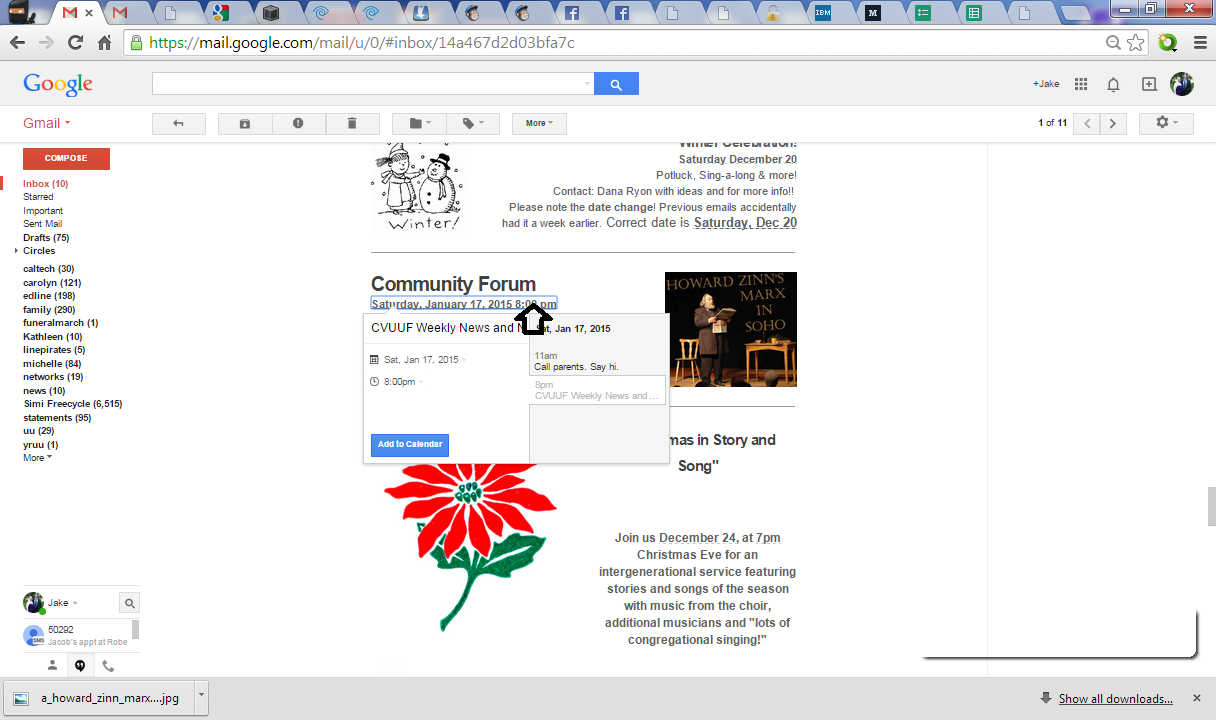 IBM
M
https://mail.google.com/mail/u/0/#inbox/14a467d2d03bfa7c
Google
+Jake
Gmail
More
1 of 11
COMPOSE
Inbox (10)
Starred
Important
Sent Mail
Drafts (75)
Circles
caltech (30)
carolyn (121)
edline (198)
family (290)
funeralmarch (1)
Kathleen (10)
linepirates (5)
michelle (84)
networks (19)
news (10)
Simi Freecycle (6,515)
statements (95)
uu (29)
yruu (1)
More
Winter!
Winter Celebration!
Saturday December 20
Potluck, Sing-a-long & more!
Contact: Dana Ryon with ideas and for more info!!
Please note the date change! Previous emails accidentally
had it a week earlier. Correct date is Saturday, Dec 20
Community Forum
Saturday, January 17, 2015 8:00 pm
HOWARD ZINN'S
MARX
IN
SOHO
CVUUF Weekly News and
Sat, Jan 17, 2015
8:00pm
Add to Calendar
Sat, Jan 17, 2015
11am
Call parents. Say hi.
8pm
CVUUF Weekly News and ...
mas in Story and
Song"
Join us December 24, at 7pm
Christmas Eve for an
intergenerational service featuring
stories and songs of the season
with music from the choir,
additional musicians and "lots of
congregational singing!"
Jake
50292
SMS
Jacob's appt at Robe
a_howard_zinn_marx....jpg
Show all downloads...